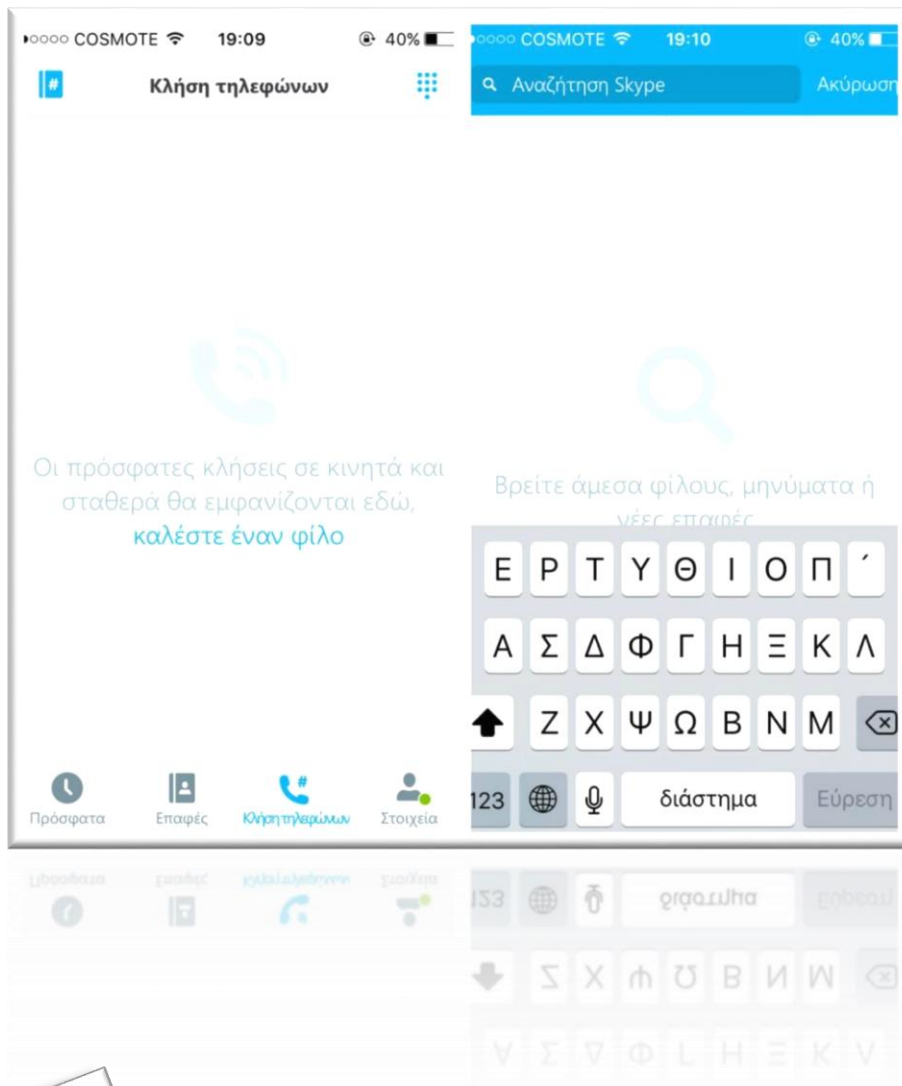 COSMOTE 19:09 40%
Κλήση τηλεφώνων
Οι πρόσφατες κλήσεις σε κινητά και
σταθερά θα εμφανίζονται εδώ,
καλέστε έναν φίλο
Πρόσφατα Επαφές Κλήση τηλεφώνων Στοιχεία
COSMOTE 19:10 40%
Αναζήτηση Skype Ακύρωση
Βρείτε άμεσα φίλους, μηνύματα ή
νέες επαφές
Ε Ρ Τ Υ Θ Ι Ο Π ΄
Α Σ Δ Φ Γ Η Ξ Κ Λ
Ζ Χ Ψ Ω Β Ν Μ
123 διάστημα Εύρεση